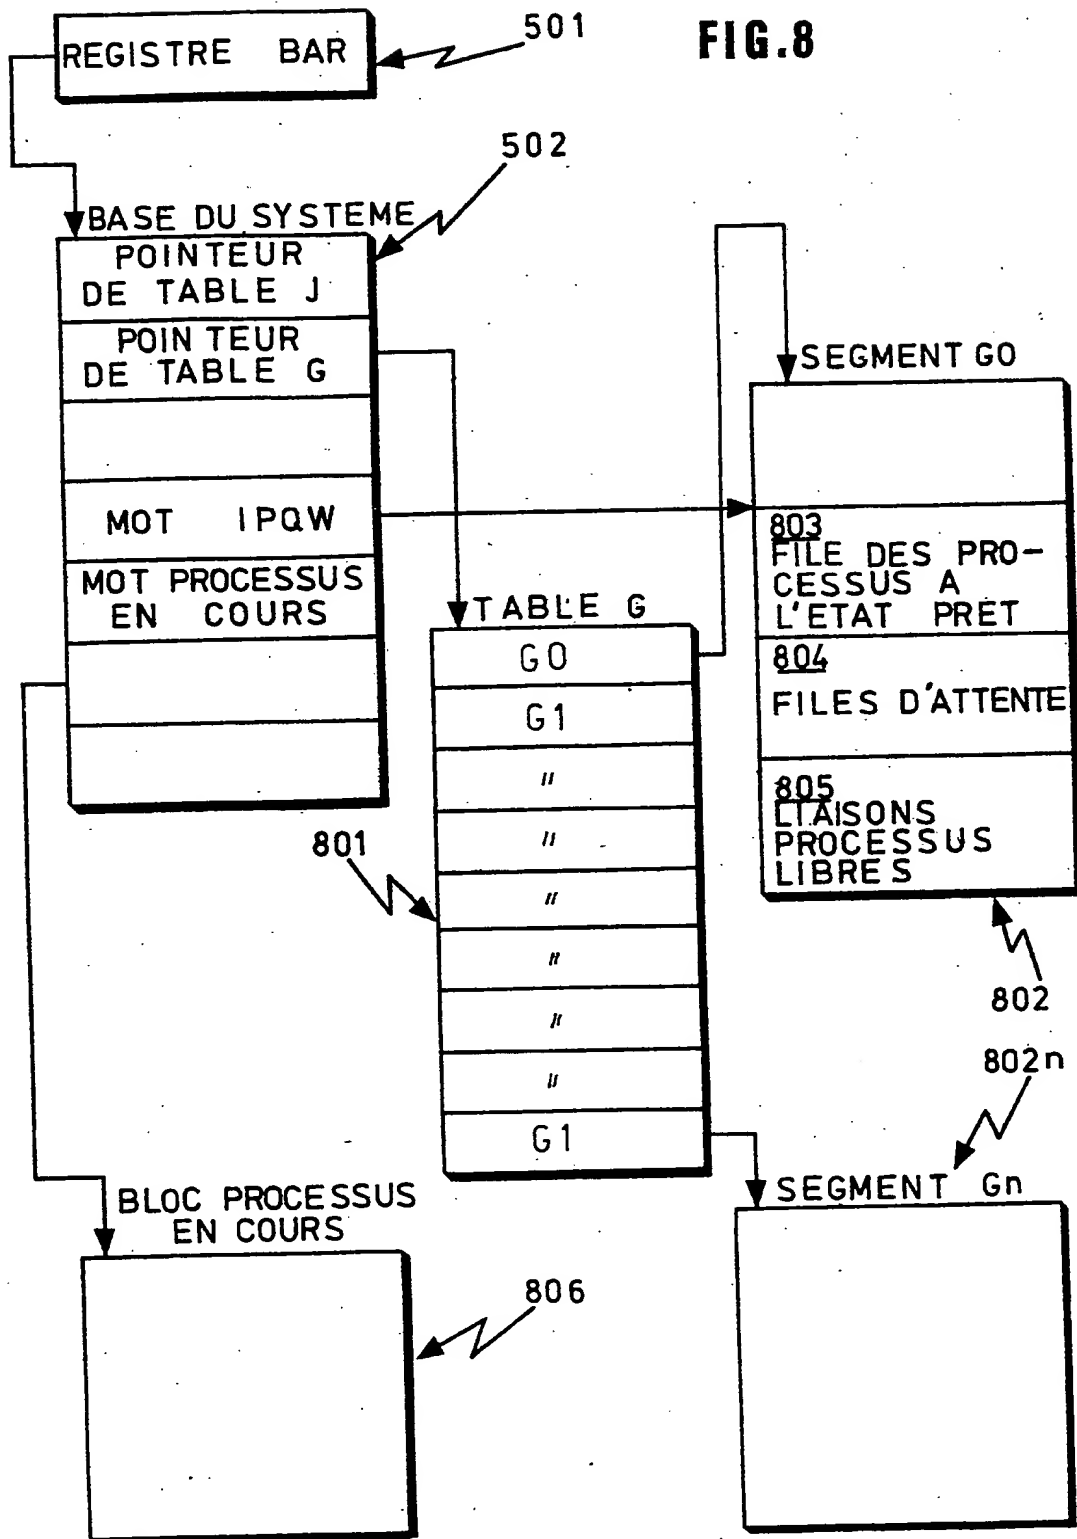 FIG.8
REGISTRE BAR
501
502
BASE DU SYSTEME
POINTEUR
DE TABLE J
POINTEUR
DE TABLE G
MOT IPQW
MOT PROCESSUS
EN COURS
SEGMENT G0
803
FILE DES PRO-
CESSUS A
L'ETAT PRET
804
FILES D'ATTENTE
805
LIAISONS
PROCESSUS
LIBRES
802
TABLE G
G0
G1
"
"
"
"
"
"
G1
801
802n
SEGMENT Gn
BLOC PROCESSUS
EN COURS
806